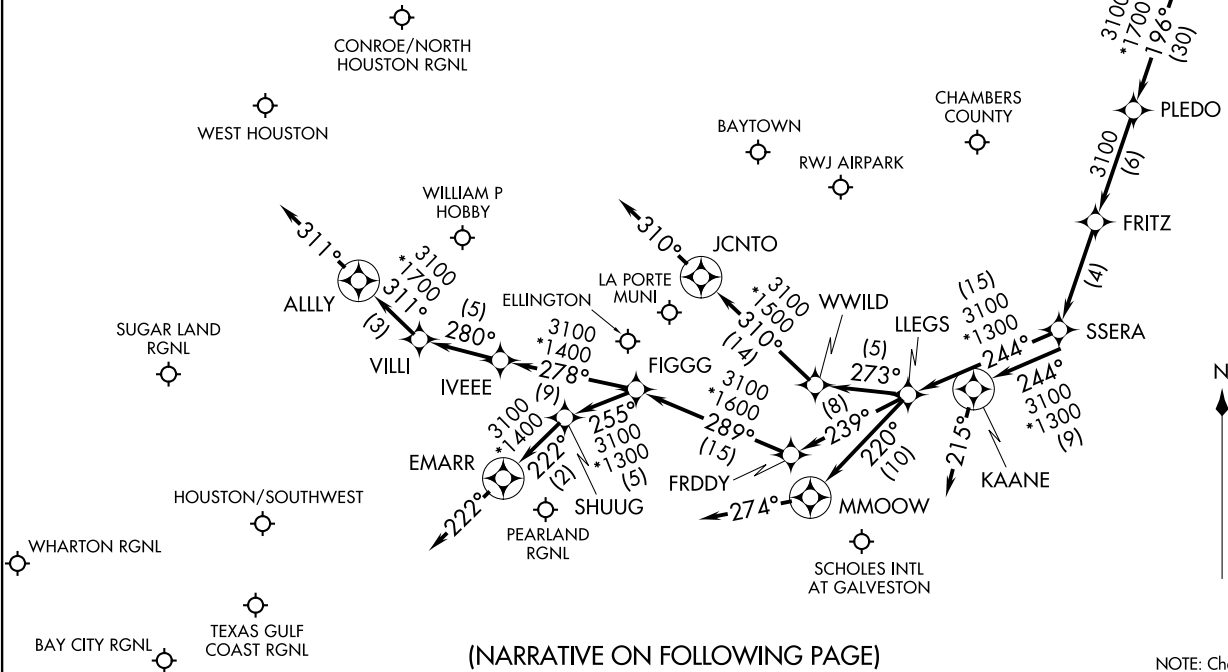 CONROE/NORTH
HOUSTON RGNL
3100
*1700
196°
(30)
WEST HOUSTON
BAYTOWN
RWJ AIRPARK
CHAMBERS
COUNTY
PLEDO
3100
(6)
WILLIAM P
HOBBY
FRITZ
311°
310°
JCNTO
(4)
ALLLY
3100
*1700
311°
(3)
(5)
280°
ELLINGTON
LA PORTE
MUNI
3100
*1500
310°
(14)
WWILD
LLEGS
(15)
3100
*1300
244°
SSERA
SUGAR LAND
RGNL
VILLI
IVEEE
3100
*1400
278°
(9)
FIGGG
(5)
273°
244°
3100
*1300
(9)
N
3100
*1600
289°
(15)
(8)
239°
220°
(10)
215°
KAANE
EMARR
3100
*1400
222°
(2)
255°
3100
*1300
(5)
SHUUG
FRDDY
MMOOW
274°
222°
HOUSTON/SOUTHWEST
PEARLAND
RGNL
WHARTON RGNL
SCHOLES INTL
AT GALVESTON
TEXAS GULF
COAST RGNL
BAY CITY RGNL
(NARRATIVE ON FOLLOWING PAGE)
NOTE: Ch